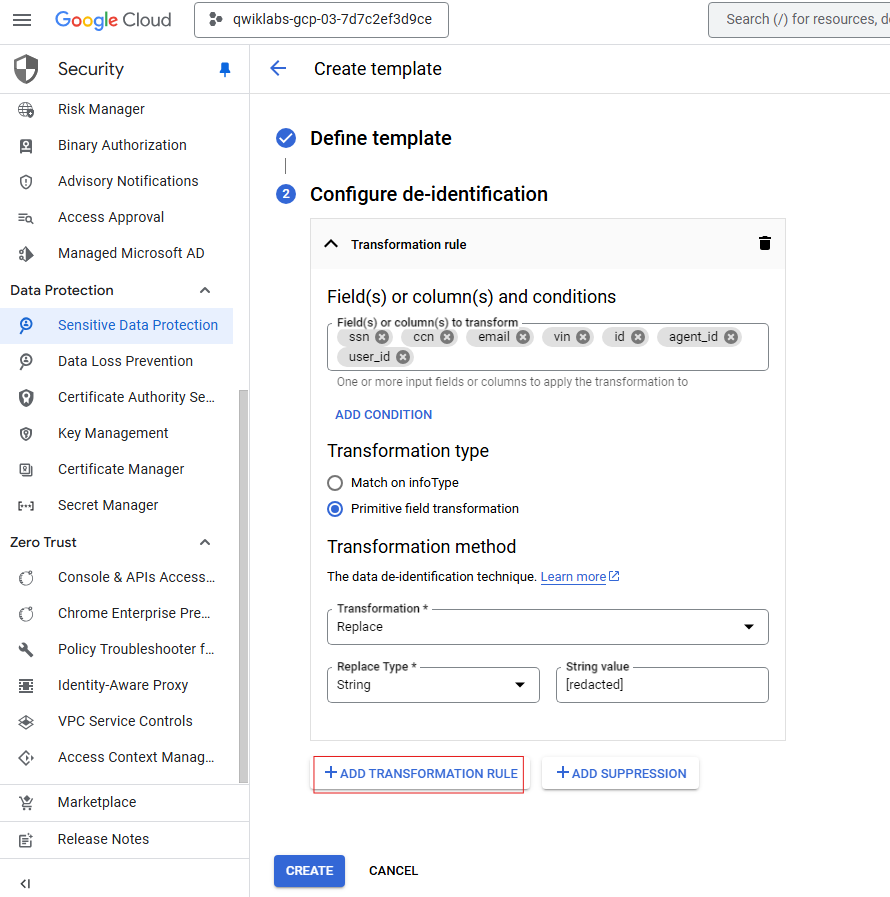 Google Cloud
qwiklabs-gcp-03-7d7c2ef3d9ce
Search (/) for resources, d
Security
Risk Manager
Binary Authorization
Advisory Notifications
Access Approval
Managed Microsoft AD
Data Protection
Sensitive Data Protection
Data Loss Prevention
Certificate Authority Se...
Key Management
Certificate Manager
Secret Manager
Zero Trust
Console & APIs Access...
Chrome Enterprise Pre...
Policy Troubleshooter f...
Identity-Aware Proxy
VPC Service Controls
Access Context Manag...
Marketplace
Release Notes
Create template
Define template
2 Configure de-identification
Transformation rule
Field(s) or column(s) and conditions
Field(s) or column(s) to transform
ssn ccn email vin id agent_id
user_id
One or more input fields or columns to apply the transformation to
ADD CONDITION
Transformation type
Match on infoType
Primitive field transformation
Transformation method
The data de-identification technique. Learn more
Transformation *
Replace
Replace Type * String value
String [redacted]
+ ADD TRANSFORMATION RULE + ADD SUPPRESSION
CREATE CANCEL